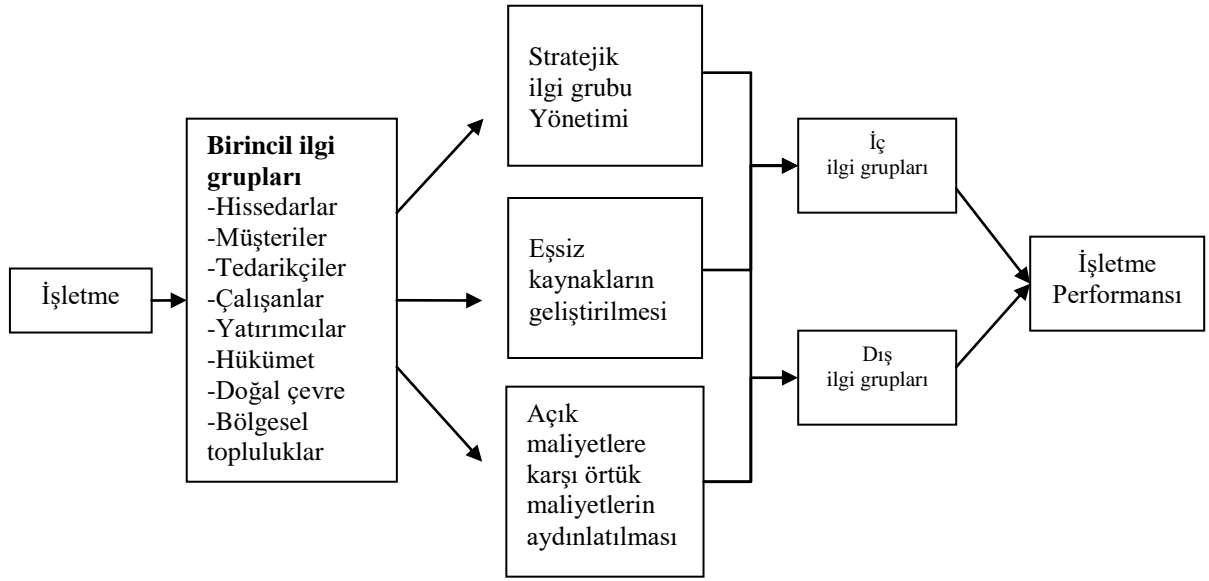 İşletme
Birincil ilgi
grupları
-Hissedarlar
-Müşteriler
-Tedarikçiler
-Çalışanlar
-Yatırımcılar
-Hükümet
-Doğal çevre
-Bölgesel
topluluklar
Stratejik
ilgi grubu
Yönetimi
Eşsiz
kaynakların
geliştirilmesi
Açık
maliyetlere
karşı örtük
maliyetlerin
aydınlatılması
İç
ilgi grupları
Dış
ilgi grupları
İşletme
Performansı